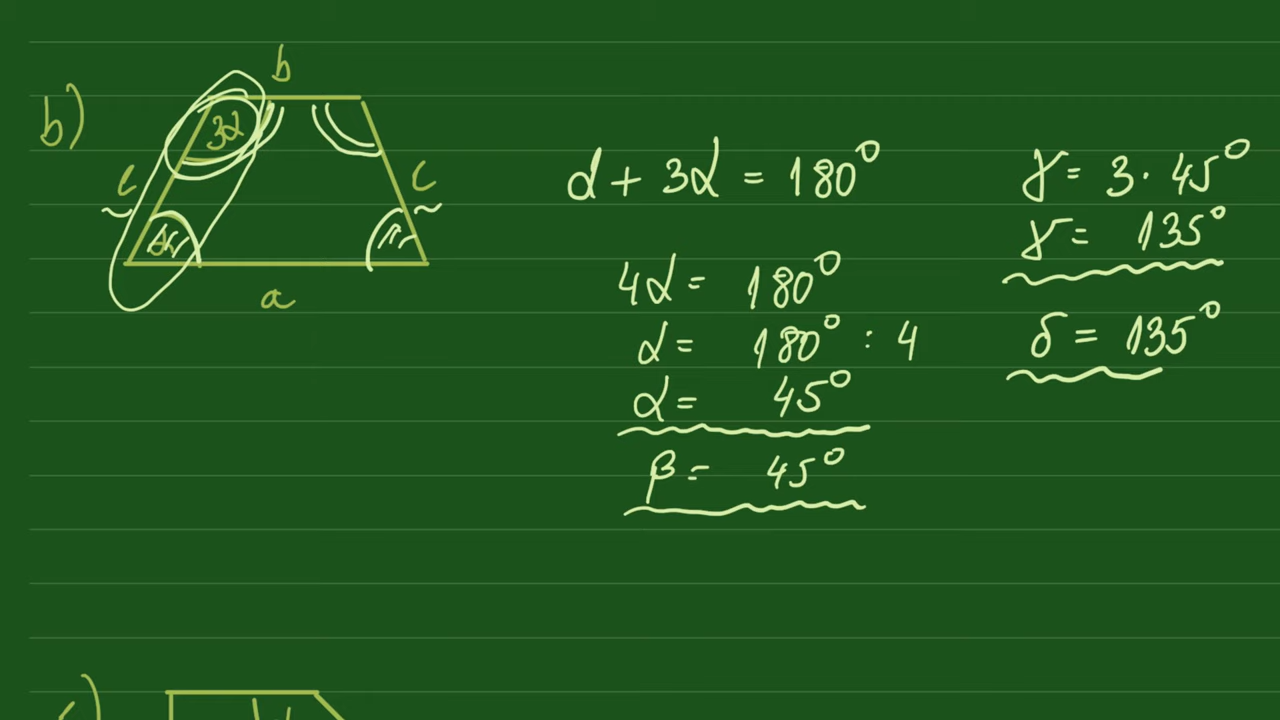 b)
b
3α
c
c
α
a
α + 3α = 180°
4α = 180°
α = 180° : 4
α = 45°
β = 45°
γ = 3 · 45°
γ = 135°
δ = 135°